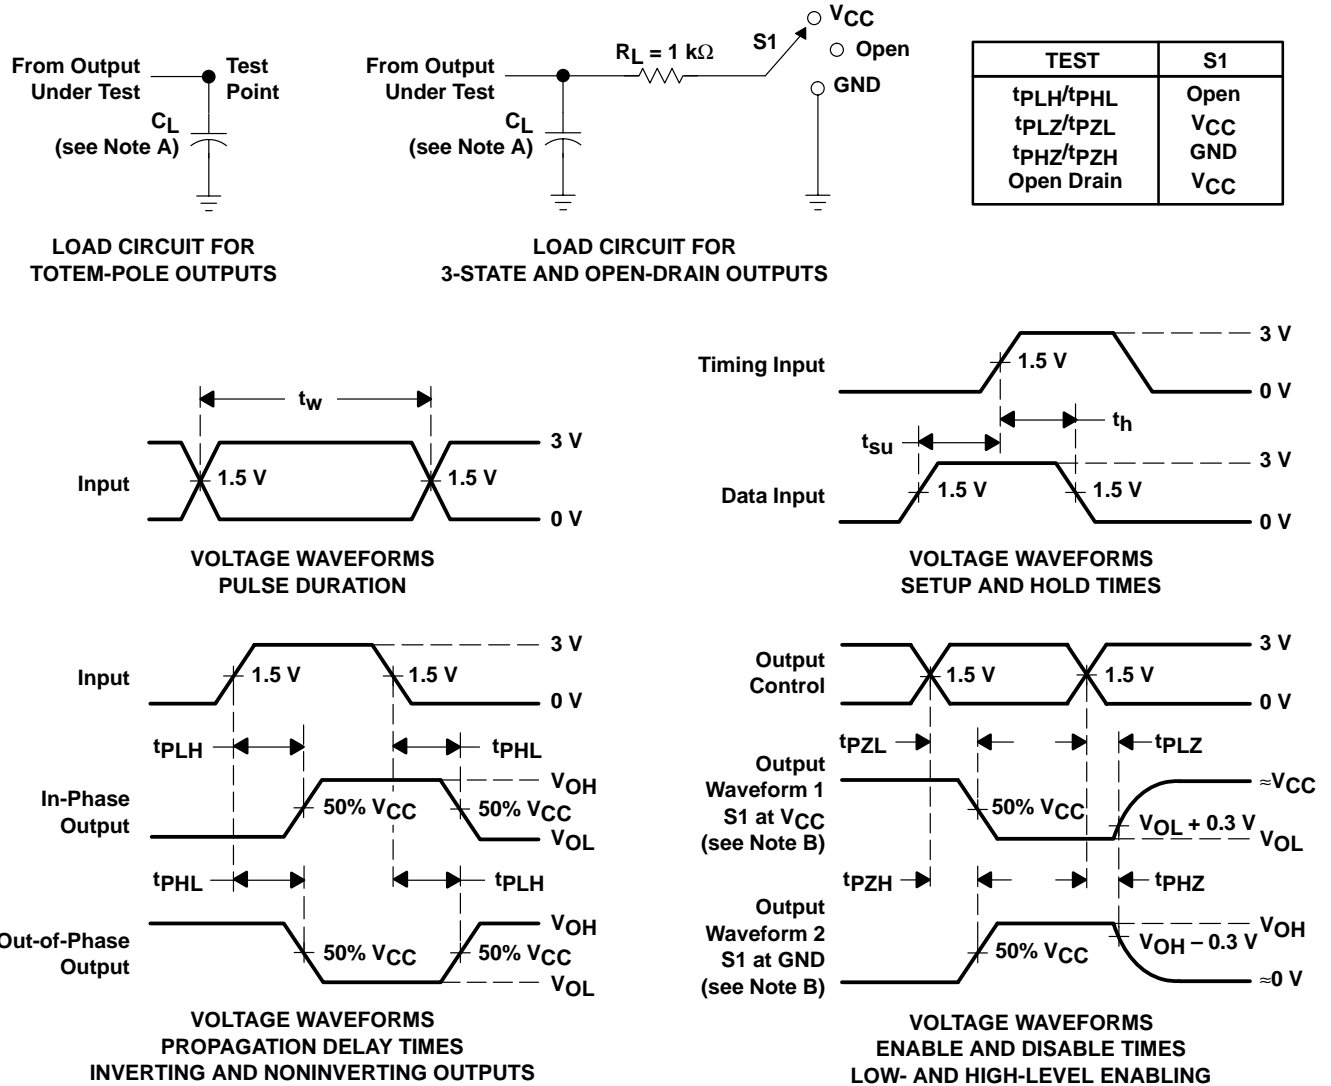 From Output
Under Test
Test
Point
CL
(see Note A)
LOAD CIRCUIT FOR
TOTEM-POLE OUTPUTS
From Output
Under Test
RL = 1 kΩ
S1
VCC
Open
GND
CL
(see Note A)
LOAD CIRCUIT FOR
3-STATE AND OPEN-DRAIN OUTPUTS
TEST S1
tPLH/tPHL Open
tPLZ/tPZL VCC
tPHZ/tPZH GND
Open Drain VCC
tw
Input
1.5 V
1.5 V
3 V
0 V
VOLTAGE WAVEFORMS
PULSE DURATION
Timing Input
1.5 V
3 V
0 V
tsu
th
Data Input
1.5 V
1.5 V
3 V
0 V
VOLTAGE WAVEFORMS
SETUP AND HOLD TIMES
Input
1.5 V
1.5 V
3 V
0 V
tPLH
tPHL
In-Phase
Output
50% VCC
50% VCC
VOH
VOL
tPHL
tPLH
Out-of-Phase
Output
50% VCC
50% VCC
VOH
VOL
VOLTAGE WAVEFORMS
PROPAGATION DELAY TIMES
INVERTING AND NONINVERTING OUTPUTS
Output
Control
1.5 V
1.5 V
3 V
0 V
tPZL
tPLZ
Output
Waveform 1
S1 at VCC
(see Note B)
50% VCC
VOL + 0.3 V
≈VCC
VOL
tPZH
tPHZ
Output
Waveform 2
S1 at GND
(see Note B)
50% VCC
VOH − 0.3 V
VOH
≈0 V
VOLTAGE WAVEFORMS
ENABLE AND DISABLE TIMES
LOW- AND HIGH-LEVEL ENABLING